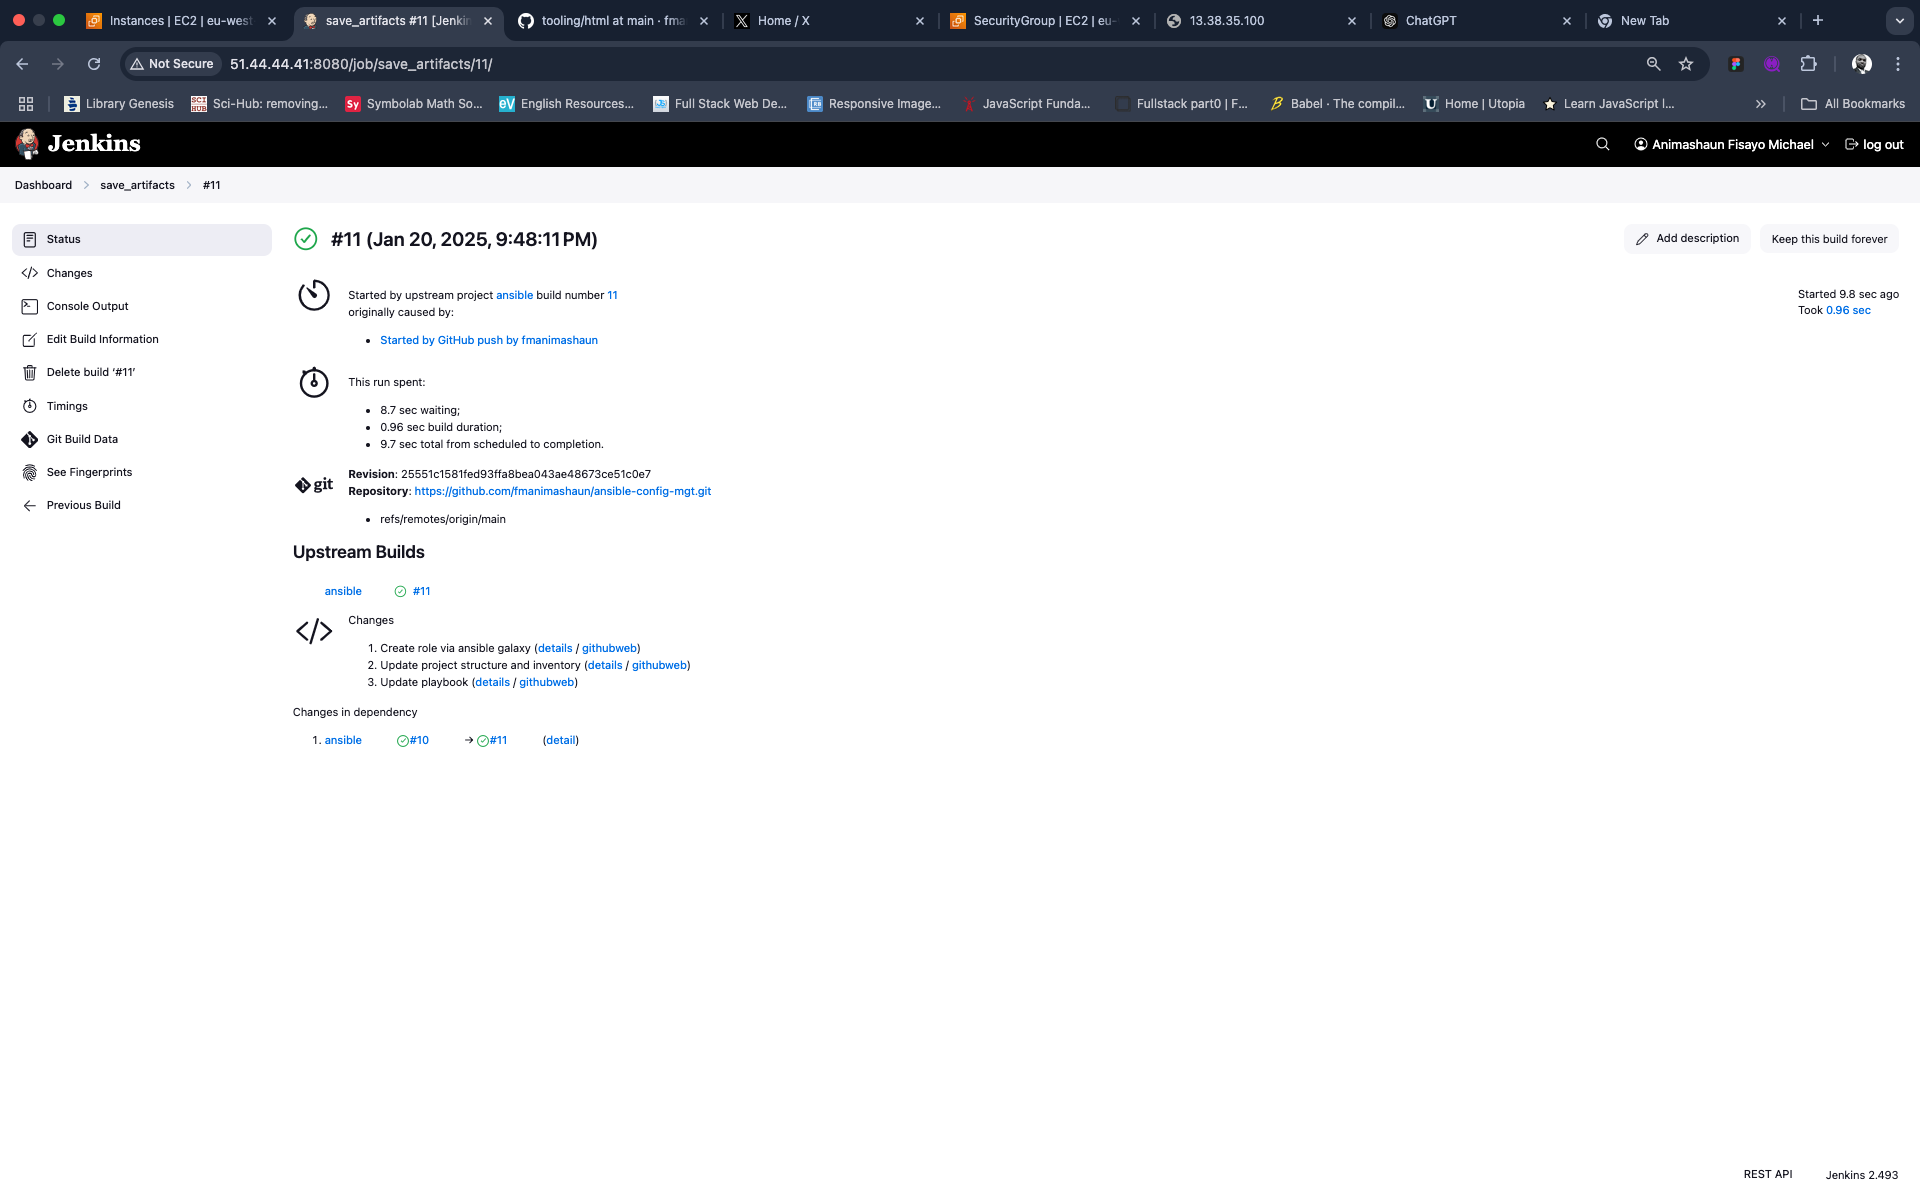 Instances | EC2 | eu-west
save_artifacts #11 [Jenkin
tooling/html at main · fma
Home / X
SecurityGroup | EC2 | eu-
13.38.35.100
ChatGPT
New Tab
Not Secure
51.44.44.41:8080/job/save_artifacts/11/
Library Genesis
SCI HUB
Sci-Hub: removing...
Sy
Symbolab Math So...
eV
English Resources...
Full Stack Web De...
Responsive Image...
JavaScript Funda...
Fullstack part0 | F...
Babel · The compil...
Home | Utopia
Learn JavaScript I...
All Bookmarks
Jenkins
Animashaun Fisayo Michael
log out
Dashboard
save_artifacts
#11
Status
Changes
Console Output
Edit Build Information
Delete build ‘#11’
Timings
Git Build Data
See Fingerprints
Previous Build
#11 (Jan 20, 2025, 9:48:11 PM)
Add description
Keep this build forever
Started 9.8 sec ago
Took 0.96 sec
Started by upstream project ansible build number 11
originally caused by:
Started by GitHub push by fmanimashaun
This run spent:
8.7 sec waiting;
0.96 sec build duration;
9.7 sec total from scheduled to completion.
git
Revision: 25551c1581fed93ffa8bea043ae48673ce51c0e7
Repository: https://github.com/fmanimashaun/ansible-config-mgt.git
refs/remotes/origin/main
Upstream Builds
ansible #11
Changes
1. Create role via ansible galaxy (details / githubweb)
2. Update project structure and inventory (details / githubweb)
3. Update playbook (details / githubweb)
Changes in dependency
1. ansible #10 → #11 (detail)
REST API
Jenkins 2.493